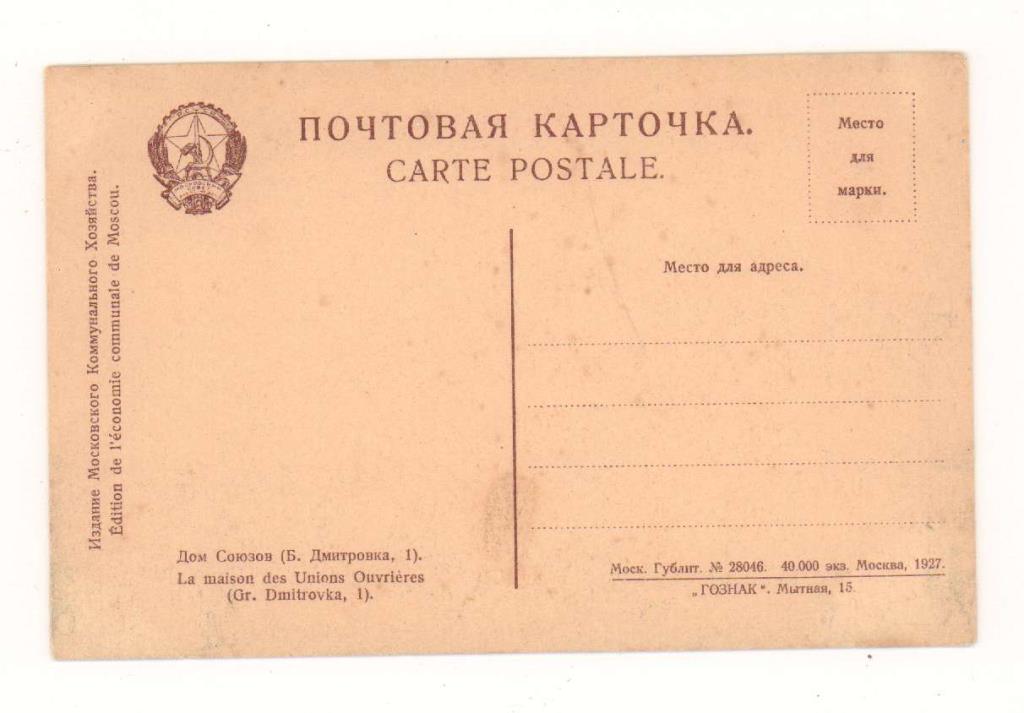 ПОЧТОВАЯ КАРТОЧКА.
CARTE POSTALE.
Место
для
марки.
Место для адреса.
Издание Московского Коммунального Хозяйства.
Édition de l'économie communale de Moscou.
Дом Союзов (Б. Дмитровка, 1).
La maison des Unions Ouvrières
(Gr. Dmitrovka, 1).
Моск. Гублит. № 28046. 40.000 экз. Москва, 1927.
„ГОЗНАК“. Мытная, 15.